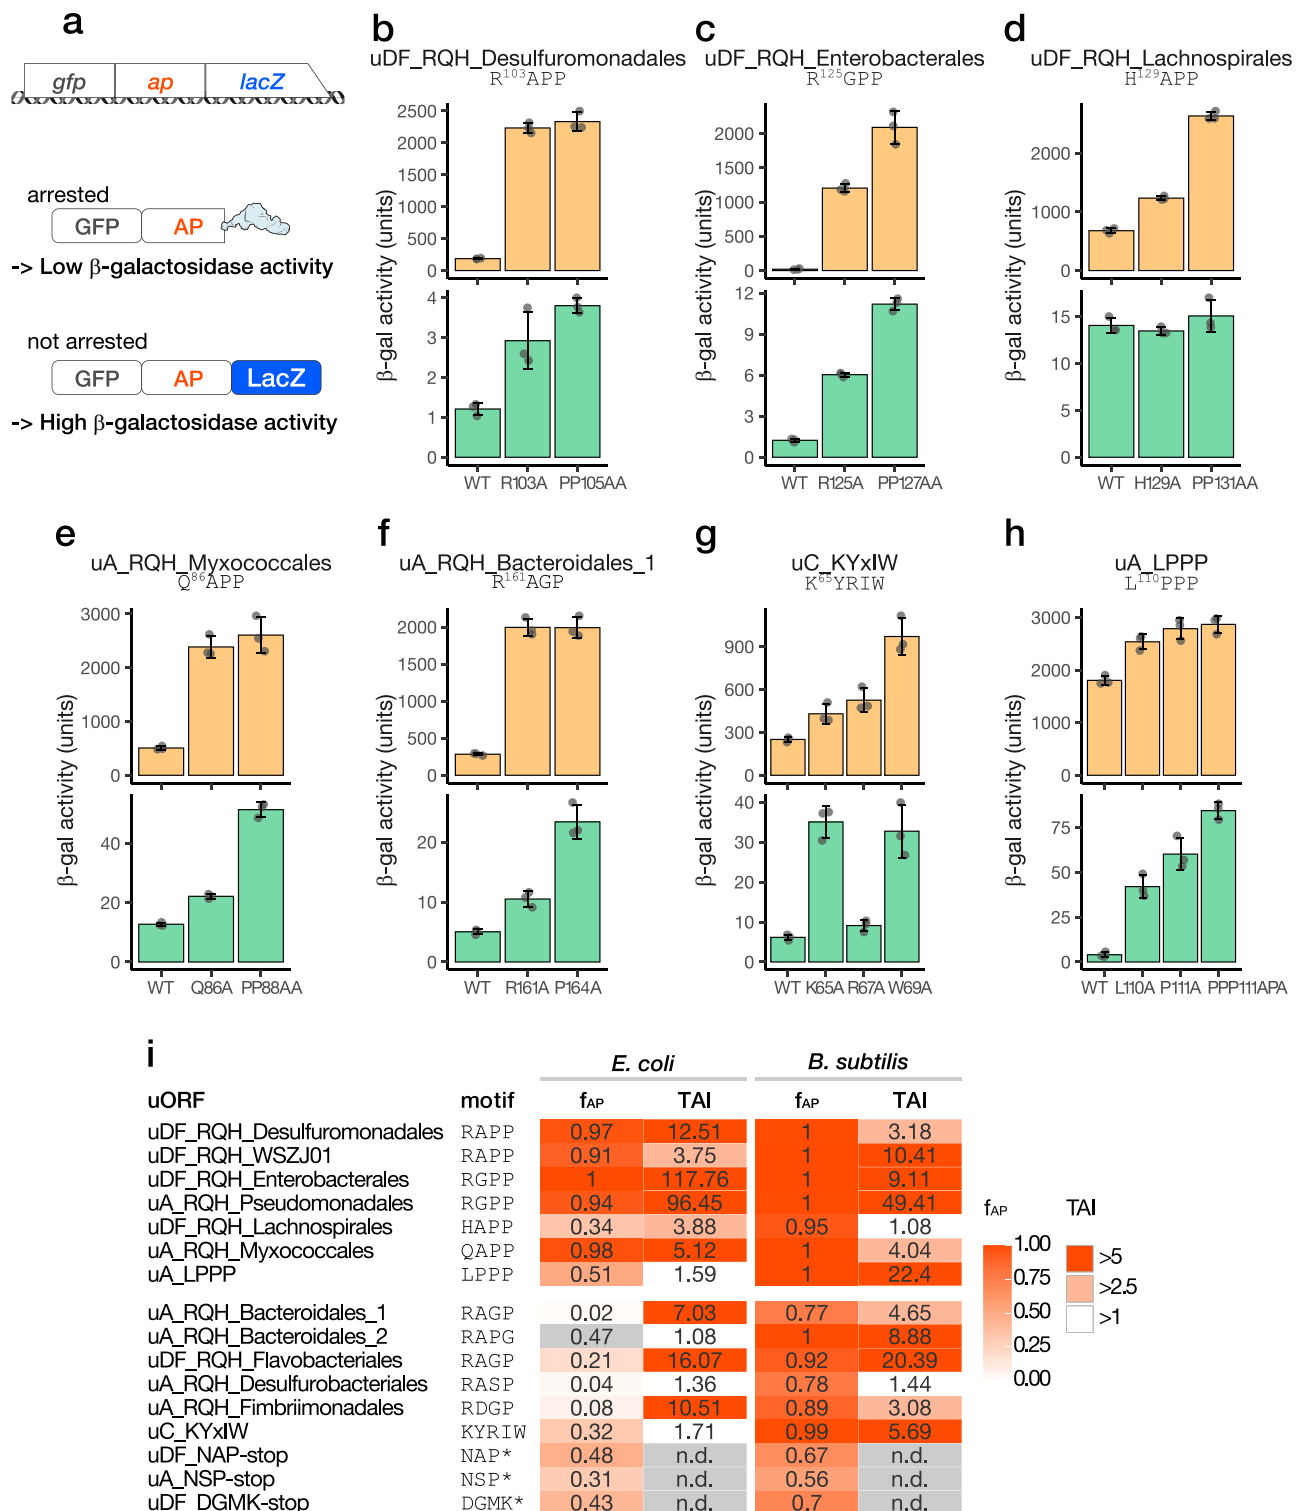 a
gfp ap lacZ
arrested
GFP AP
-> Low β-galactosidase activity
not arrested
GFP AP LacZ
-> High β-galactosidase activity
b
uDF_RQH_Desulfuromonadales
R¹⁰³APP
β-gal activity (units)
2500
2000
1500
1000
500
0
4
3
2
1
0
WT R103A PP105AA
c
uDF_RQH_Enterobacterales
R¹²⁵GPP
β-gal activity (units)
2000
1500
1000
500
0
12
9
6
3
0
WT R125A PP127AA
d
uDF_RQH_Lachnospirales
H¹²⁹APP
β-gal activity (units)
2000
1000
0
15
10
5
0
WT H129A PP131AA
e
uA_RQH_Myxococcales
Q⁸⁶APP
β-gal activity (units)
3000
2000
1000
0
40
20
0
WT Q86A PP88AA
f
uA_RQH_Bacteroidales_1
R¹⁶¹AGP
β-gal activity (units)
2000
1500
1000
500
0
20
10
0
WT R161A P164A
g
uC_KYxIW
K⁶⁵YRIW
β-gal activity (units)
900
600
300
0
40
30
20
10
0
WT K65A R67A W69A
h
uA_LPPP
L¹¹⁰PPP
β-gal activity (units)
3000
2000
1000
0
75
50
25
0
WT L110A P111A PPP111APA
i
E. coli B. subtilis
uORF motif fAP TAI fAP TAI
uDF_RQH_Desulfuromonadales RAPP 0.97 12.51 1 3.18
uDF_RQH_WSZJ01 RAPP 0.91 3.75 1 10.41
uDF_RQH_Enterobacterales RGPP 1 117.76 1 9.11
uA_RQH_Pseudomonadales RGPP 0.94 96.45 1 49.41
uDF_RQH_Lachnospirales HAPP 0.34 3.88 0.95 1.08
uA_RQH_Myxococcales QAPP 0.98 5.12 1 4.04
uA_LPPP LPPP 0.51 1.59 1 22.4
uA_RQH_Bacteroidales_1 RAGP 0.02 7.03 0.77 4.65
uA_RQH_Bacteroidales_2 RAPG 0.47 1.08 1 8.88
uDF_RQH_Flavobacteriales RAGP 0.21 16.07 0.92 20.39
uA_RQH_Desulfurobacteriales RASP 0.04 1.36 0.78 1.44
uA_RQH_Fimbriimonadales RDGP 0.08 10.51 0.89 3.08
uC_KYxIW KYRIW 0.32 1.71 0.99 5.69
uDF_NAP-stop NAP* 0.48 n.d. 0.67 n.d.
uA_NSP-stop NSP* 0.31 n.d. 0.56 n.d.
uDF_DGMK-stop DGMK* 0.43 n.d. 0.7 n.d.
fAP TAI
1.00
0.75
0.50
0.25
0.00
>5
>2.5
>1